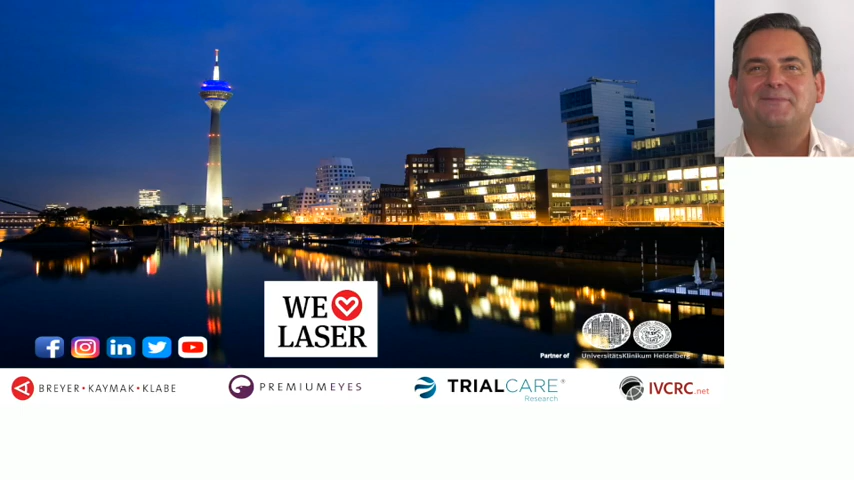 WE
LASER
Partner of
UniversitätsKlinikum Heidelberg
BREYER•KAYMAK•KLABE
PREMIUMEYES
TRIALCARE®
Research
IVCRC.net